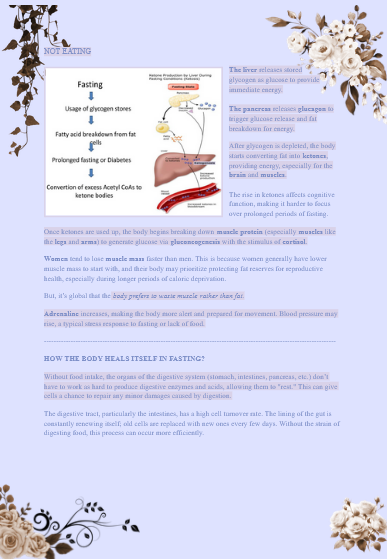 NOT EATING
Fasting
Usage of glycogen stores
Fatty acid breakdown from fat
cells
Prolonged fasting or Diabetes
Convertion of excess Acetyl CoAs to
ketone bodies
Ketone Production by Liver During
Fasting Conditions (Ketosis)
Fasting State
The liver releases stored
glycogen as glucose to provide
immediate energy.
The pancreas releases glucagon to
trigger glucose release and fat
breakdown for energy.
After glycogen is depleted, the body
starts converting fat into ketones,
providing energy, especially for the
brain and muscles.
The rise in ketones affects cognitive
function, making it harder to focus
over prolonged periods of fasting.
Once ketones are used up, the body begins breaking down muscle protein (especially muscles like
the legs and arms) to generate glucose via gluconeogenesis with the stimulus of cortisol.
Women tend to lose muscle mass faster than men. This is because women generally have lower
muscle mass to start with, and their body may prioritize protecting fat reserves for reproductive
health, especially during longer periods of caloric deprivation.
But, it's global that the body prefers to waste muscle rather than fat.
Adrenaline increases, making the body more alert and prepared for movement. Blood pressure may
rise, a typical stress response to fasting or lack of food.
HOW THE BODY HEALS ITSELF IN FASTING?
Without food intake, the organs of the digestive system (stomach, intestines, pancreas, etc.) don't
have to work as hard to produce digestive enzymes and acids, allowing them to "rest." This can give
cells a chance to repair any minor damages caused by digestion.
The digestive tract, particularly the intestines, has a high cell turnover rate. The lining of the gut is
constantly renewing itself; old cells are replaced with new ones every few days. Without the strain of
digesting food, this process can occur more efficiently.